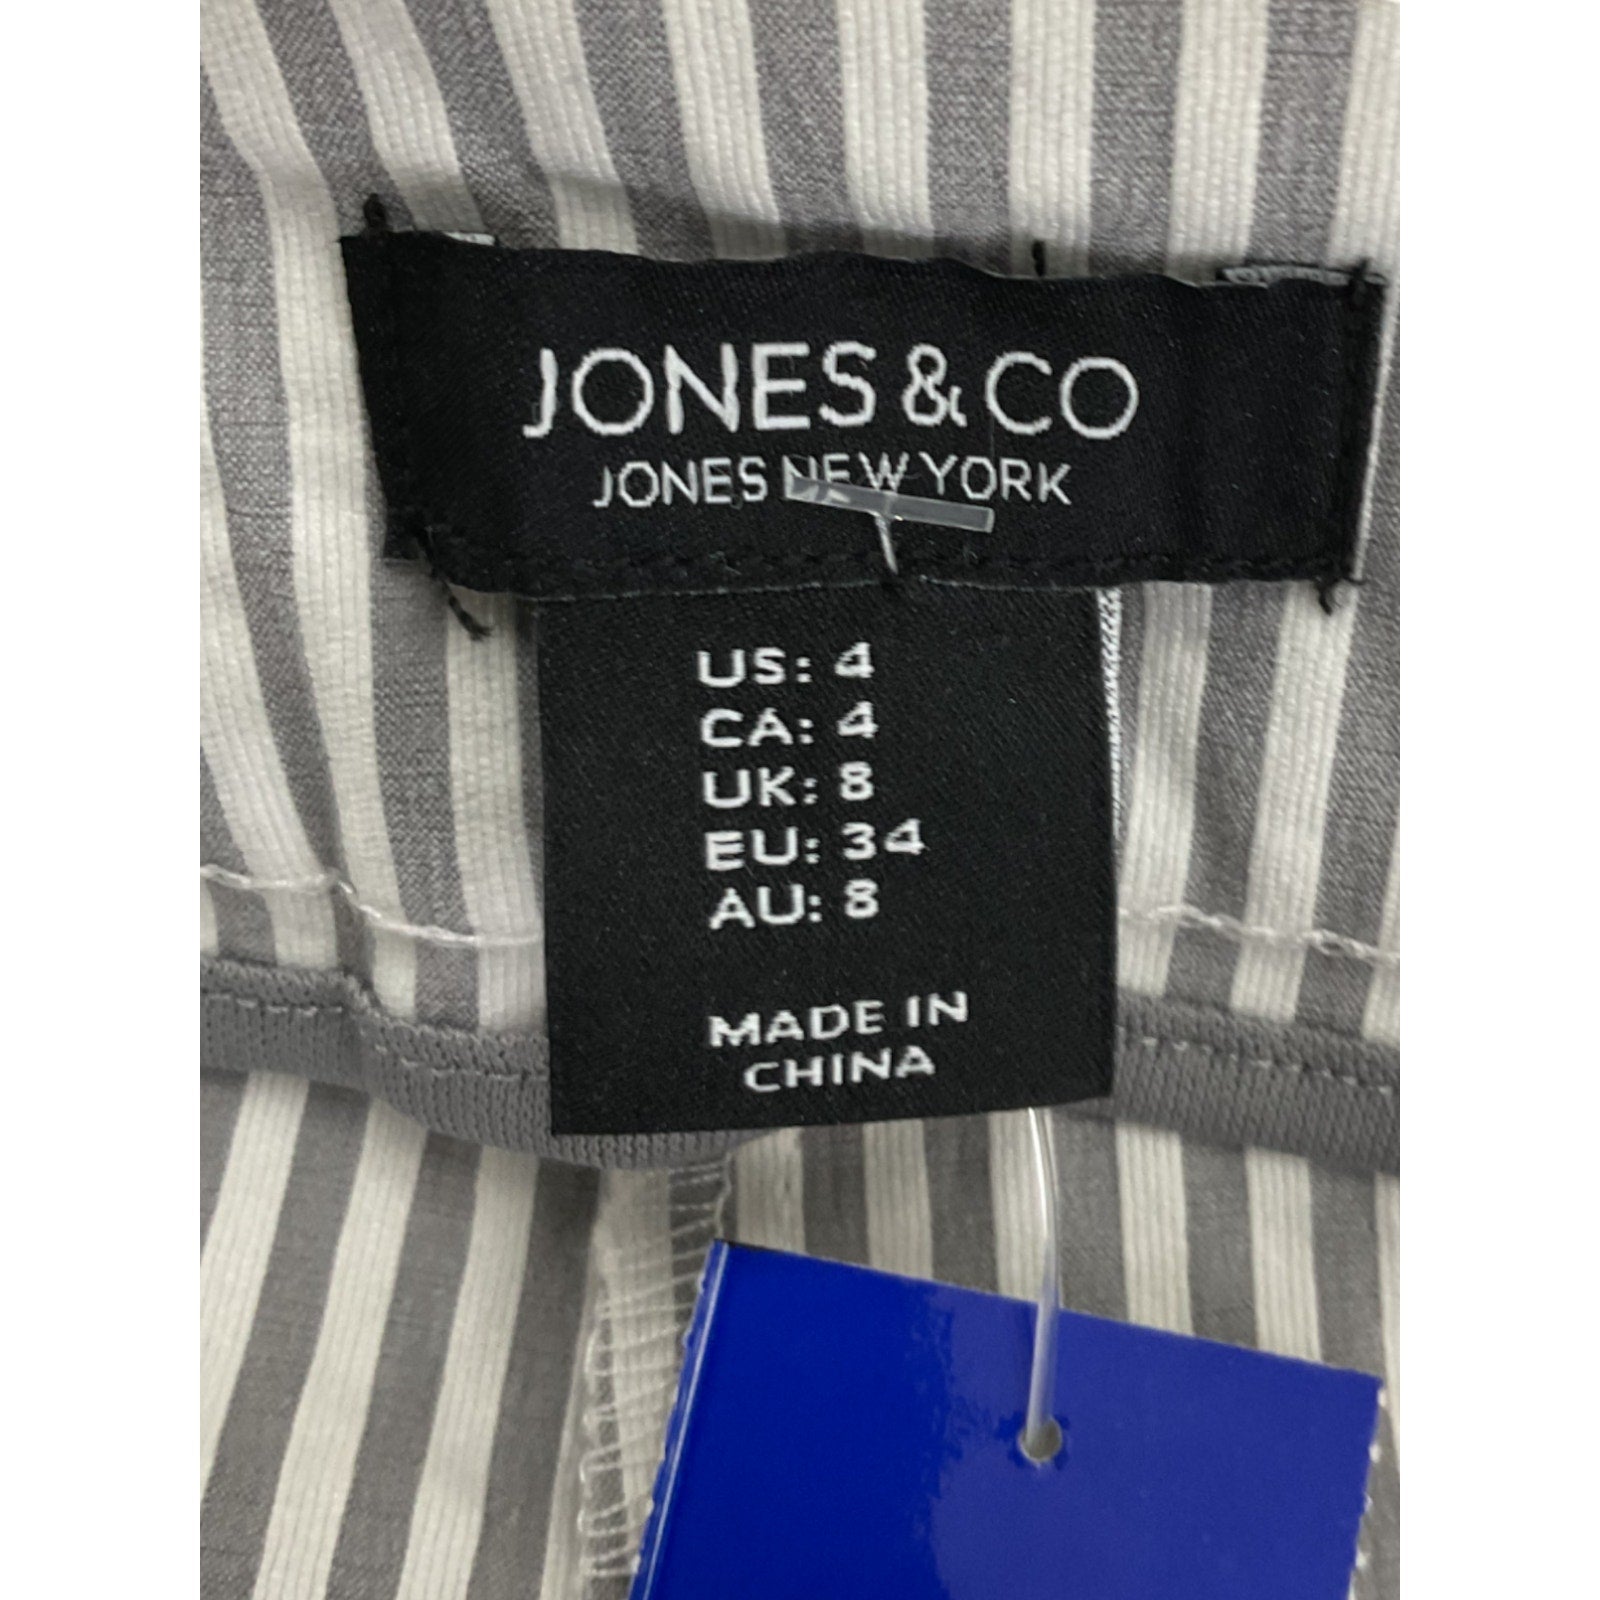 JONES & CO
JONES NEW YORK
US: 4
CA: 4
UK: 8
EU: 34
AU: 8
MADE IN
CHINA